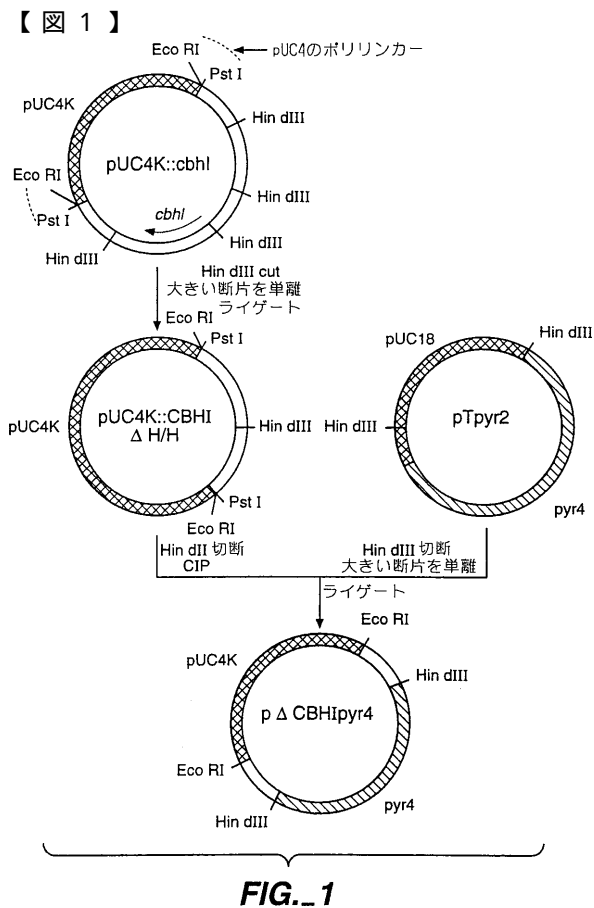 【図1】
Eco RI
pUC4のポリリンカー
Pst I
pUC4K
Hin dIII
pUC4K::cbhI
Eco RI
Hin dIII
Pst I
cbhI
Hin dIII
Hin dIII
Hin dIII cut
大きい断片を単離
ライゲート
Eco RI
Pst I
pUC18
Hin dIII
pUC4K
pUC4K::CBHI
Δ H/H
Hin dIII
Hin dIII
pTpyr2
Pst I
Eco RI
pyr4
Hin dII 切断
CIP
Hin dIII 切断
大きい断片を単離
ライゲート
Eco RI
pUC4K
Hin dIII
p Δ CBHIpyr4
Eco RI
Hin dIII
pyr4
FIG._1